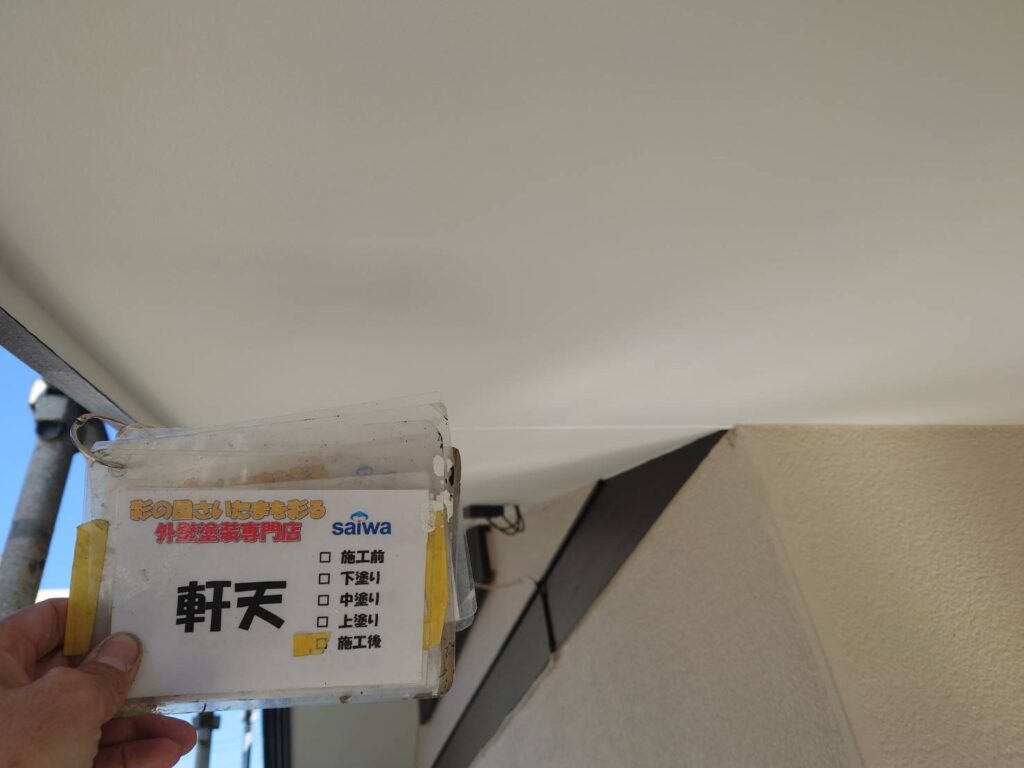 彩の国さいたまを彩る
外壁塗装専門店
saiwa
軒天
□ 施工前
□ 下塗り
□ 中塗り
□ 上塗り
□ 施工後